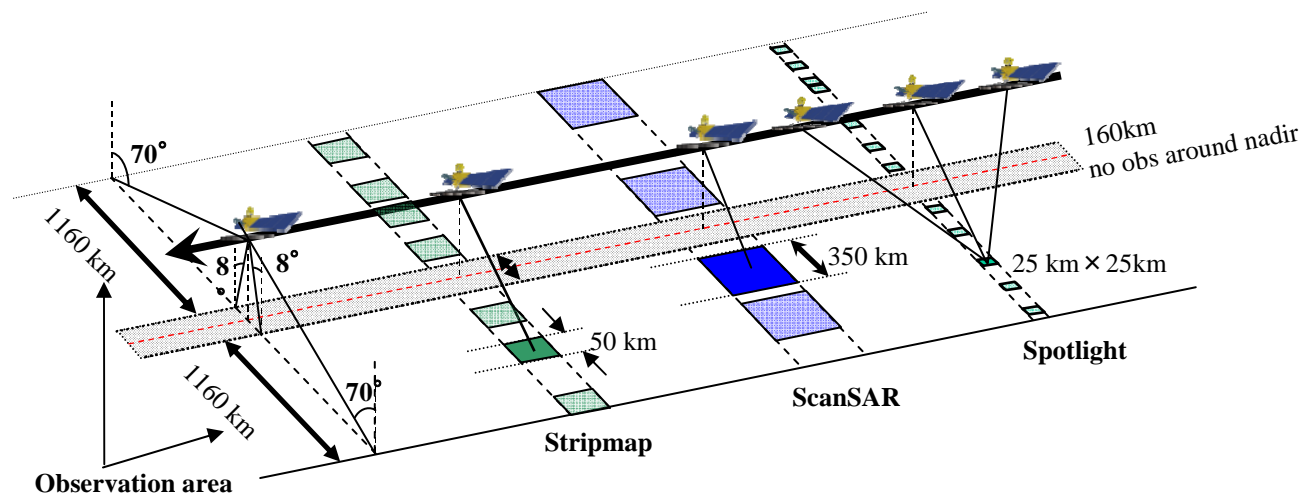 160km
no obs around nadir
70°
1160 km
8°
8°
350 km
25 km×25km
50 km
Spotlight
1160 km
70°
ScanSAR
Stripmap
Observation area